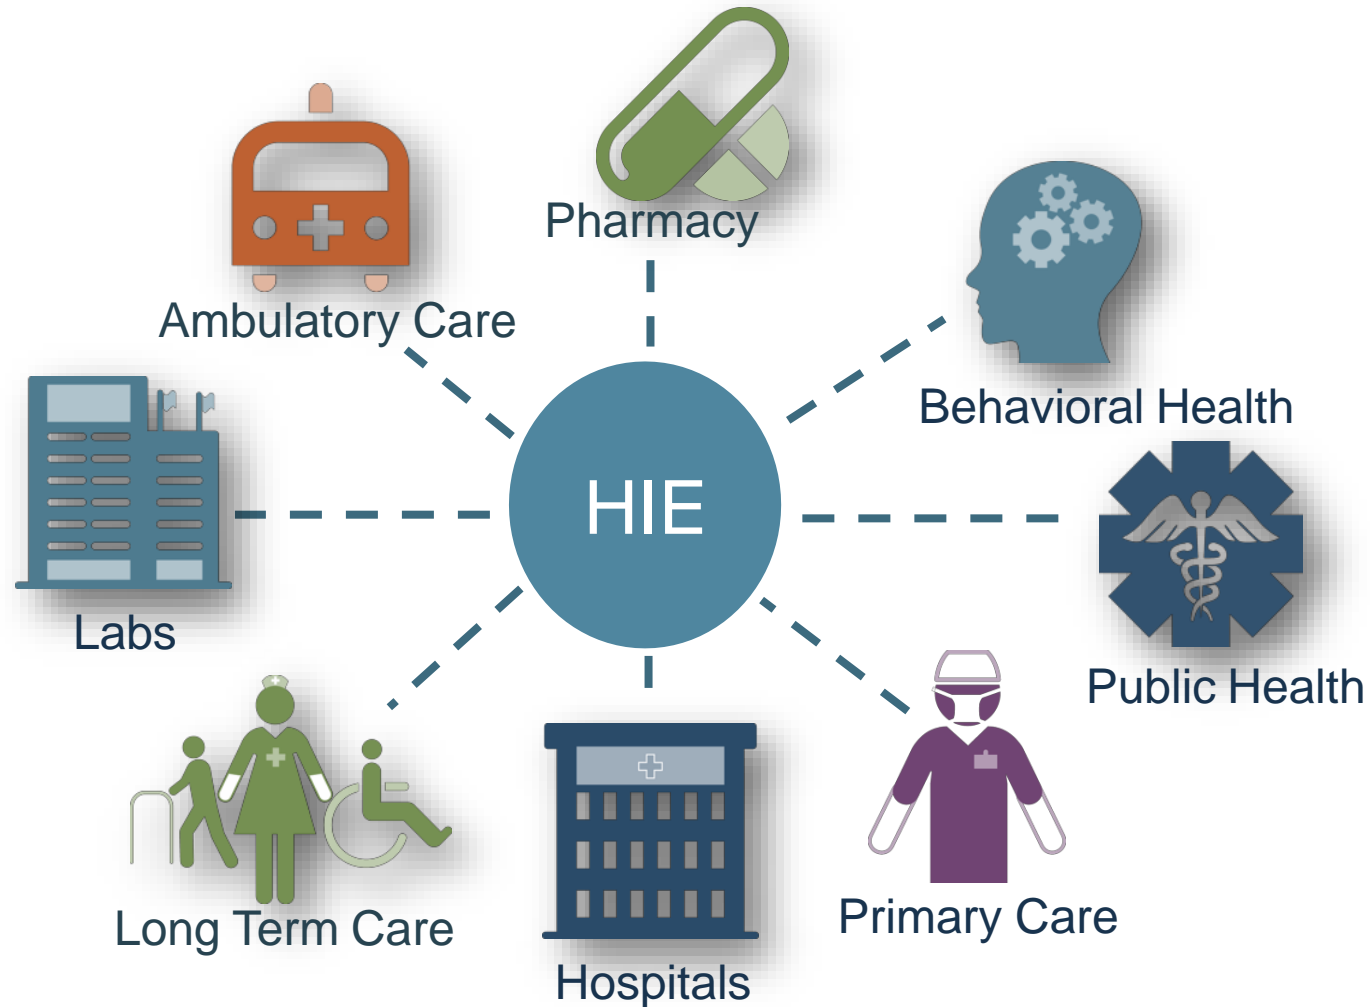 Pharmacy
Ambulatory Care
Behavioral Health
HIE
Labs
Public Health
Long Term Care
Primary Care
Hospitals